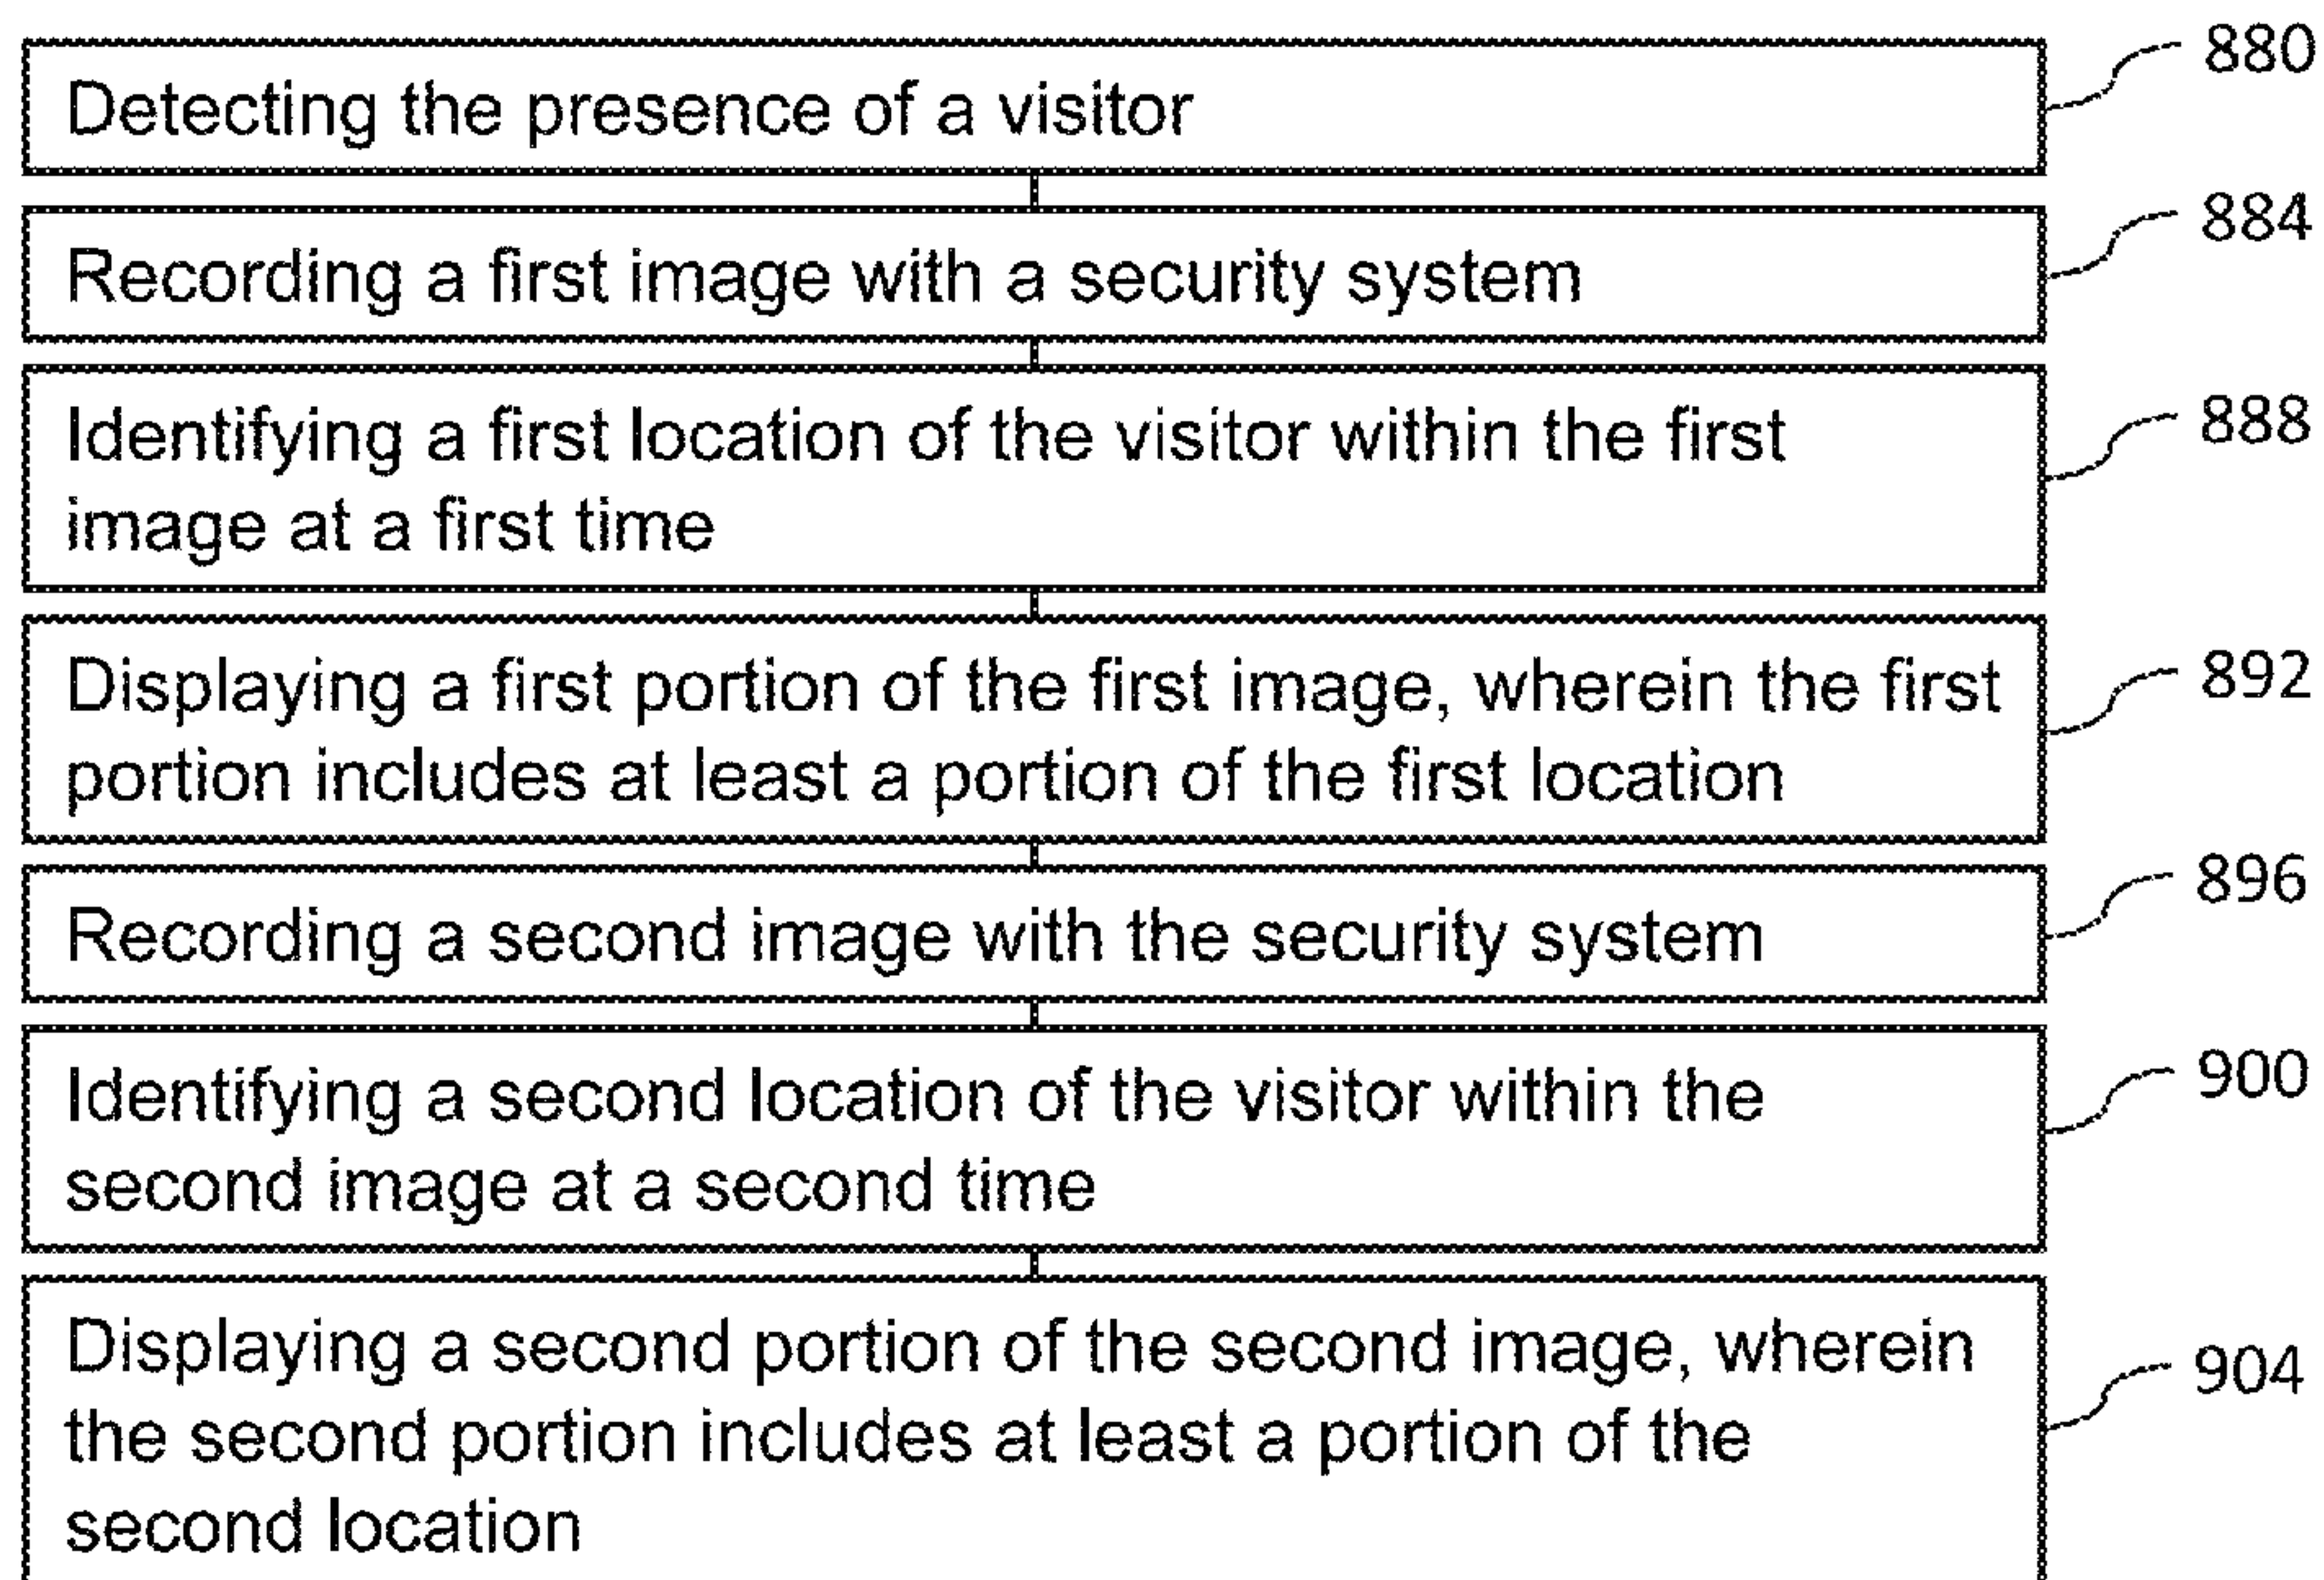 Detecting the presence of a visitor
880
Recording a first image with a security system
884
Identifying a first location of the visitor within the first
image at a first time
888
Displaying a first portion of the first image, wherein the first
portion includes at least a portion of the first location
892
Recording a second image with the security system
896
Identifying a second location of the visitor within the
second image at a second time
900
Displaying a second portion of the second image, wherein
the second portion includes at least a portion of the
second location
904